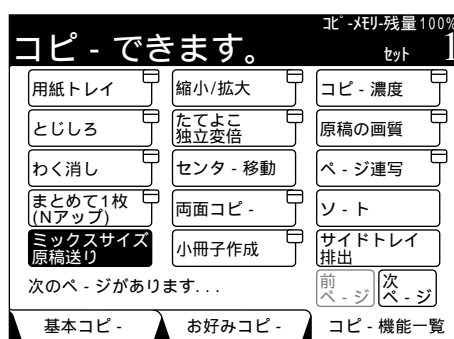 コピ-メモリ-残量100%
コピ-できます。
セット 1
用紙トレイ
縮小/拡大
コピ-濃度
とじしろ
たてよこ
独立変倍
原稿の画質
わく消し
センタ-移動
ペ-ジ連写
まとめて1枚
(Nアップ)
両面コピ-
ソ-ト
ミックスサイズ
原稿送り
小冊子作成
サイドトレイ
排出
次のペ-ジがあります...
前
ペ-ジ
次
ペ-ジ
基本コピ-
お好みコピ-
コピ-機能一覧